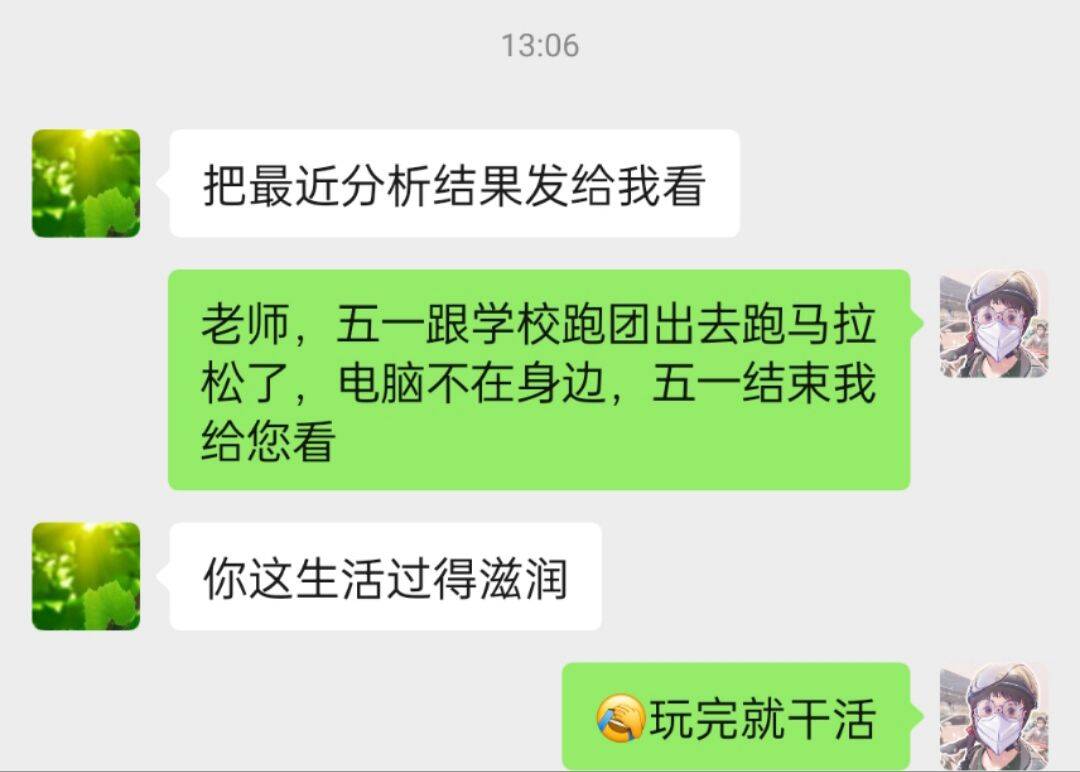 13:06
把最近分析结果发给我看
老师，五一跟学校跑团出去跑马拉
松了，电脑不在身边，五一结束我
给您看
你这生活过得滋润
🤣玩完就干活